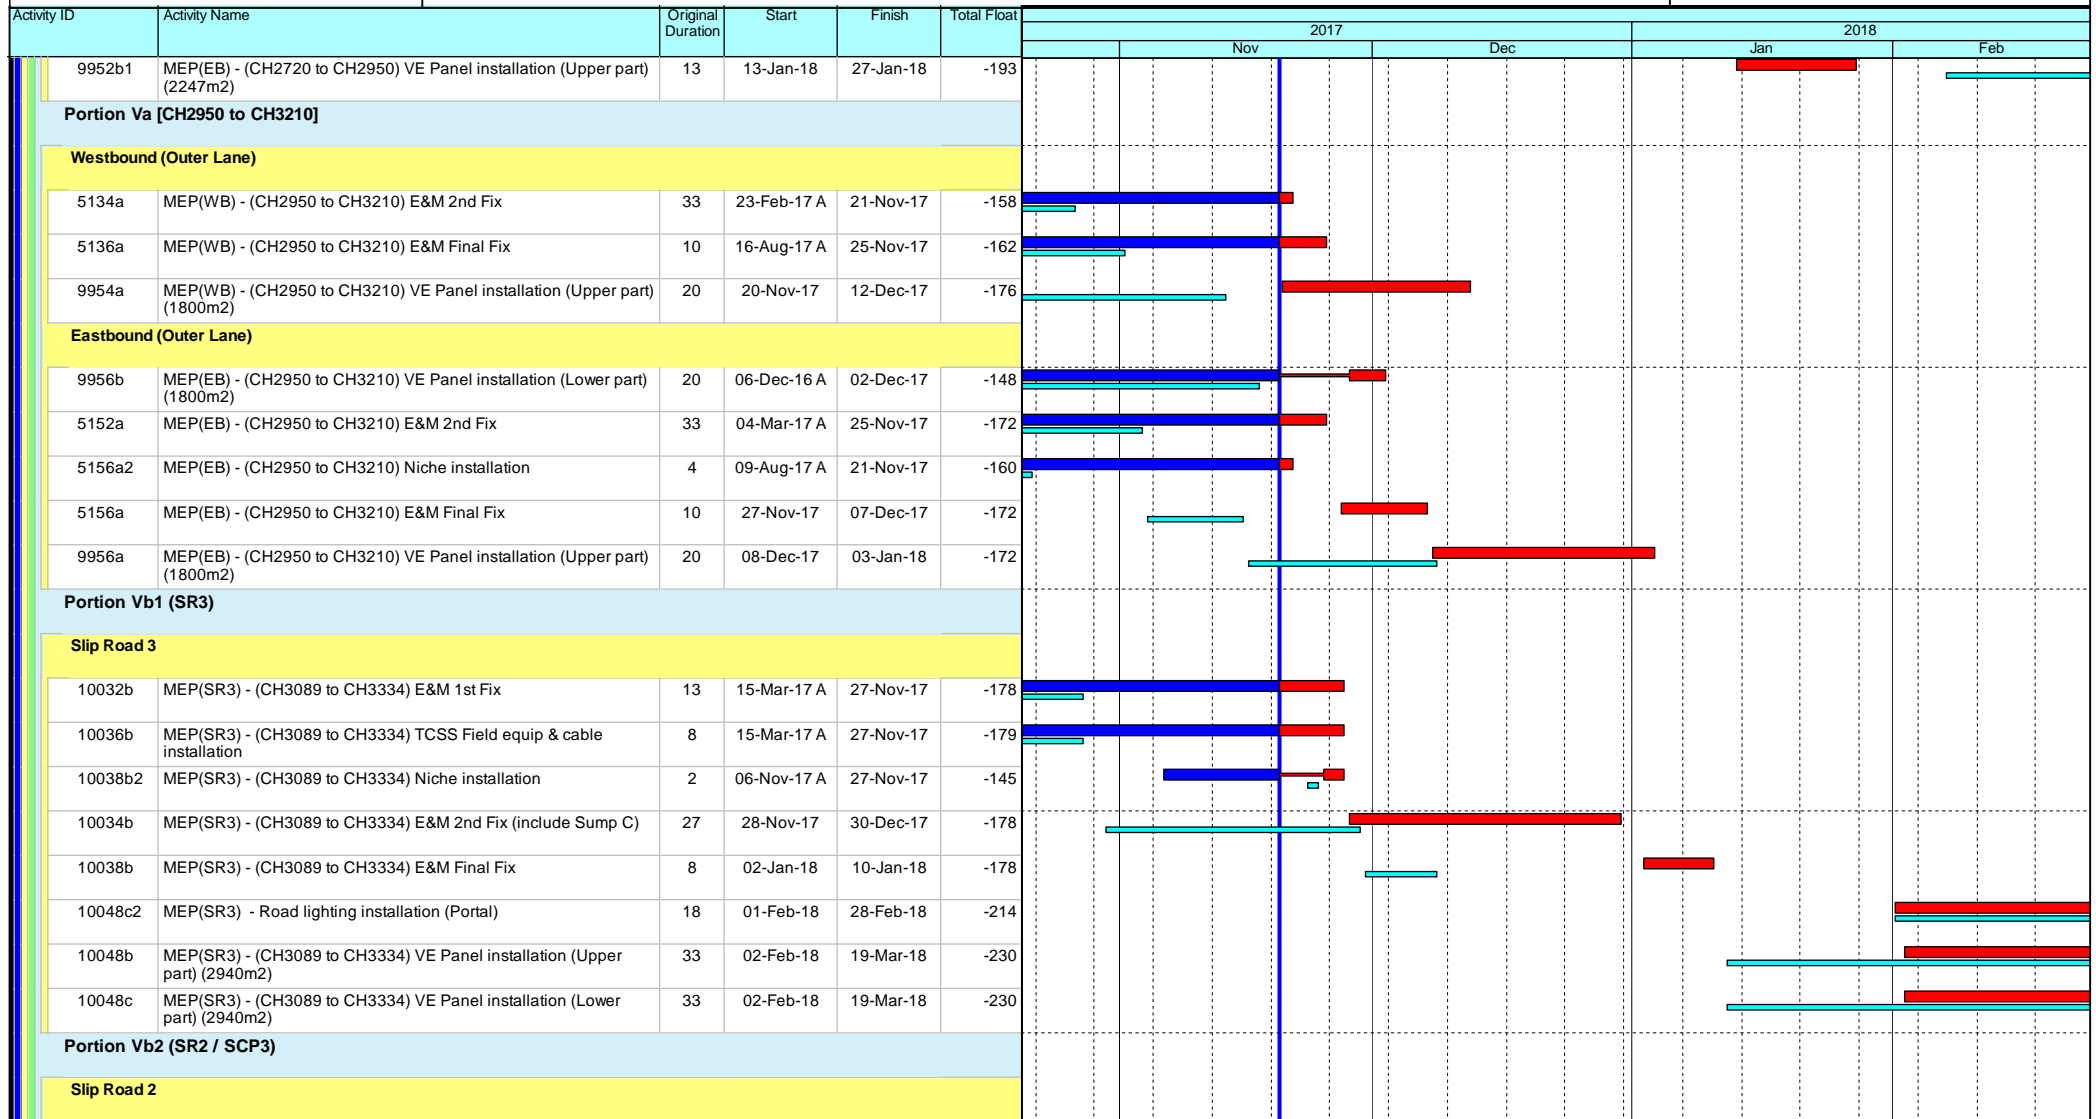 Activity ID Activity Name Original Duration Start Finish Total Float
2017 2018
Nov Dec Jan Feb
9952b1 MEP(EB) - (CH2720 to CH2950) VE Panel installation (Upper part) 13 13-Jan-18 27-Jan-18 -193
(2247m2)
Portion Va [CH2950 to CH3210]
Westbound (Outer Lane)
5134a MEP(WB) - (CH2950 to CH3210) E&M 2nd Fix 33 23-Feb-17 A 21-Nov-17 -158
5136a MEP(WB) - (CH2950 to CH3210) E&M Final Fix 10 16-Aug-17 A 25-Nov-17 -162
9954a MEP(WB) - (CH2950 to CH3210) VE Panel installation (Upper part) 20 20-Nov-17 12-Dec-17 -176
(1800m2)
Eastbound (Outer Lane)
9956b MEP(EB) - (CH2950 to CH3210) VE Panel installation (Lower part) 20 06-Dec-16 A 02-Dec-17 -148
(1800m2)
5152a MEP(EB) - (CH2950 to CH3210) E&M 2nd Fix 33 04-Mar-17 A 25-Nov-17 -172
5156a2 MEP(EB) - (CH2950 to CH3210) Niche installation 4 09-Aug-17 A 21-Nov-17 -160
5156a MEP(EB) - (CH2950 to CH3210) E&M Final Fix 10 27-Nov-17 07-Dec-17 -172
9956a MEP(EB) - (CH2950 to CH3210) VE Panel installation (Upper part) 20 08-Dec-17 03-Jan-18 -172
(1800m2)
Portion Vb1 (SR3)
Slip Road 3
10032b MEP(SR3) - (CH3089 to CH3334) E&M 1st Fix 13 15-Mar-17 A 27-Nov-17 -178
10036b MEP(SR3) - (CH3089 to CH3334) TCSS Field equip & cable 8 15-Mar-17 A 27-Nov-17 -179
installation
10038b2 MEP(SR3) - (CH3089 to CH3334) Niche installation 2 06-Nov-17 A 27-Nov-17 -145
10034b MEP(SR3) - (CH3089 to CH3334) E&M 2nd Fix (include Sump C) 27 28-Nov-17 30-Dec-17 -178
10038b MEP(SR3) - (CH3089 to CH3334) E&M Final Fix 8 02-Jan-18 10-Jan-18 -178
10048c2 MEP(SR3) - Road lighting installation (Portal) 18 01-Feb-18 28-Feb-18 -214
10048b MEP(SR3) - (CH3089 to CH3334) VE Panel installation (Upper 33 02-Feb-18 19-Mar-18 -230
part) (2940m2)
10048c MEP(SR3) - (CH3089 to CH3334) VE Panel installation (Lower 33 02-Feb-18 19-Mar-18 -230
part) (2940m2)
Portion Vb2 (SR2 / SCP3)
Slip Road 2